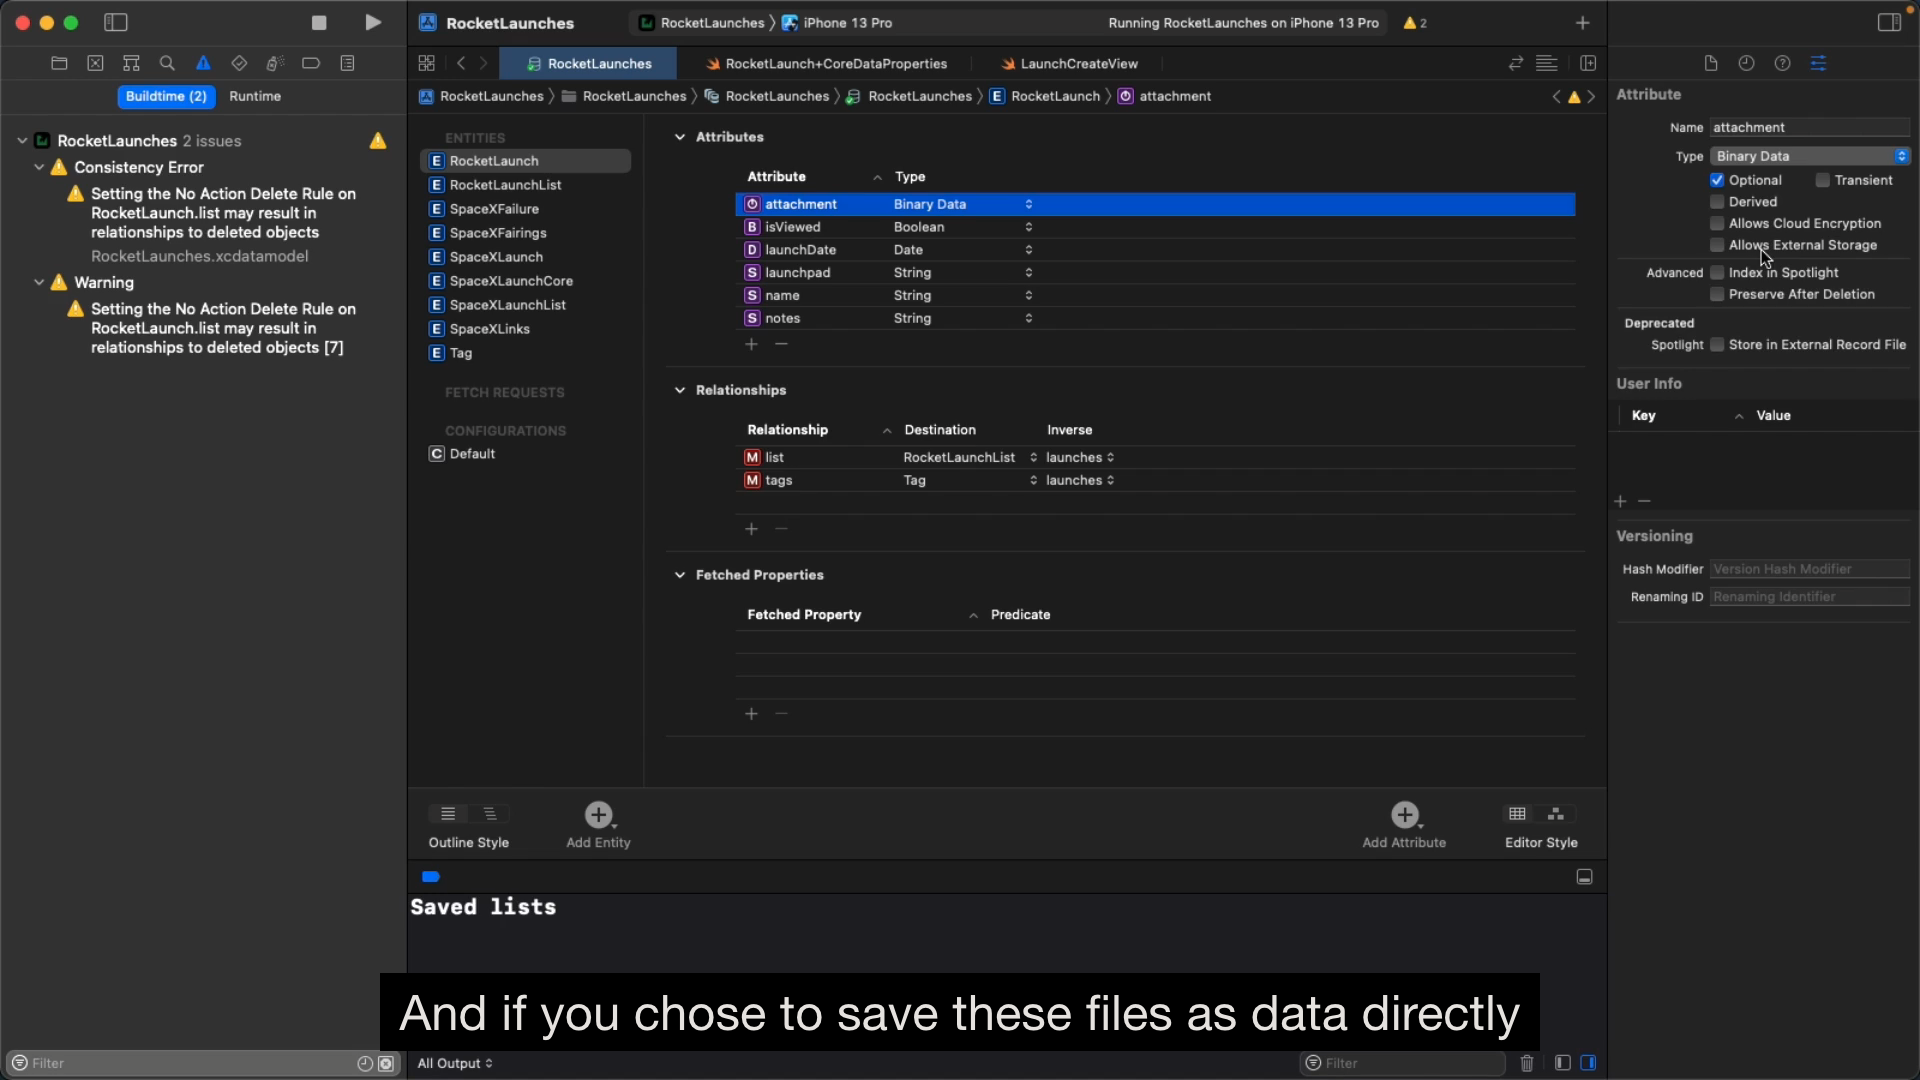 RocketLaunches
RocketLaunches
iPhone 13 Pro
Running RocketLaunches on iPhone 13 Pro
2
RocketLaunches
RocketLaunch+CoreDataProperties
LaunchCreateView
Buildtime (2)
Runtime
RocketLaunches
RocketLaunches
RocketLaunches
RocketLaunches
E RocketLaunch
attachment
RocketLaunches 2 issues
Consistency Error
Setting the No Action Delete Rule on
RocketLaunch.list may result in
relationships to deleted objects
RocketLaunches.xcdatamodel
Warning
Setting the No Action Delete Rule on
RocketLaunch.list may result in
relationships to deleted objects [7]
Filter
ENTITIES
E RocketLaunch
E RocketLaunchList
E SpaceXFailure
E SpaceXFairings
E SpaceXLaunch
E SpaceXLaunchCore
E SpaceXLaunchList
E SpaceXLinks
E Tag
FETCH REQUESTS
CONFIGURATIONS
C Default
Attributes
Attribute Type
attachment Binary Data
B isViewed Boolean
D launchDate Date
S launchpad String
S name String
S notes String
Relationships
Relationship Destination Inverse
M list RocketLaunchList launches
M tags Tag launches
Fetched Properties
Fetched Property Predicate
Outline Style
Add Entity
Add Attribute
Editor Style
Saved lists
And if you chose to save these files as data directly
All Output
Filter
Attribute
Name attachment
Type Binary Data
Optional Transient
Derived
Allows Cloud Encryption
Allows External Storage
Advanced Index in Spotlight
Preserve After Deletion
Deprecated
Spotlight Store in External Record File
User Info
Key Value
Versioning
Hash Modifier Version Hash Modifier
Renaming ID Renaming Identifier